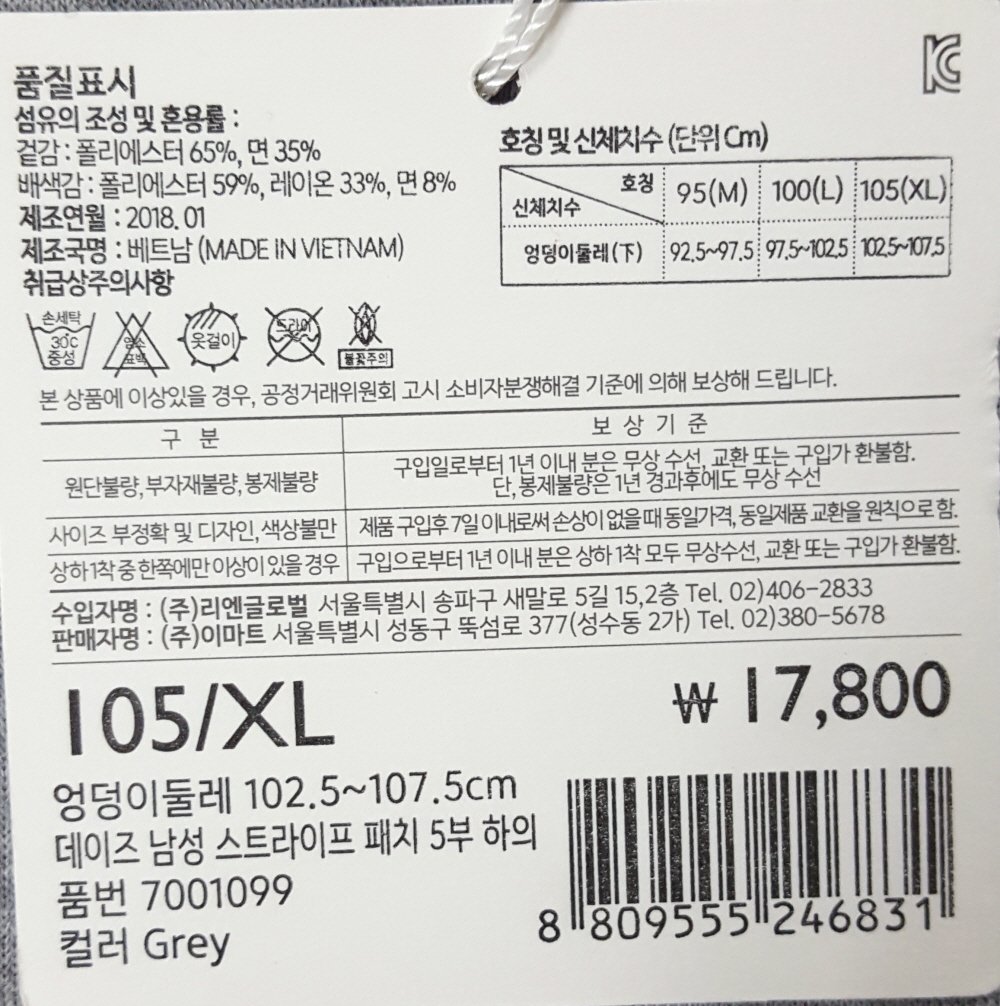 품질표시
섬유의 조성 및 혼용률 :
겉감 : 폴리에스터 65%, 면 35%
배색감 : 폴리에스터 59%, 레이온 33%, 면 8%
제조연월 : 2018. 01
제조국명 : 베트남 (MADE IN VIETNAM)
취급상주의사항
손세탁 30℃ 중성
염소 표백
옷걸이
드라이
불꽃주의
KC
호칭 및 신체치수 (단위 Cm)
호칭 95(M) 100(L) 105(XL)
신체치수
엉덩이둘레 (下) 92.5~97.5 97.5~102.5 102.5~107.5
본 상품에 이상있을 경우, 공정거래위원회 고시 소비자분쟁해결 기준에 의해 보상해 드립니다.
구 분 보 상 기 준
원단불량, 부자재불량, 봉제불량 구입일로부터 1년 이내 분은 무상 수선, 교환 또는 구입가 환불함.
단, 봉제불량은 1년 경과후에도 무상 수선
사이즈 부정확 및 디자인, 색상불만 제품 구입후 7일 이내로써 손상이 없을 때 동일가격, 동일제품 교환을 원칙으로 함.
상하 1착 중 한쪽에만 이상이 있을 경우 구입으로부터 1년 이내 분은 상하 1착 모두 무상수선, 교환 또는 구입가 환불함.
수입자명 : (주)리엔글로벌 서울특별시 송파구 새말로 5길 15,2층 Tel. 02)406-2833
판매자명 : (주)이마트 서울특별시 성동구 뚝섬로 377(성수동 2가) Tel. 02)380-5678
105/XL
₩ 17,800
엉덩이둘레 102.5~107.5cm
데이즈 남성 스트라이프 패치 5부 하의
품번 7001099
컬러 Grey
8 809555 246831